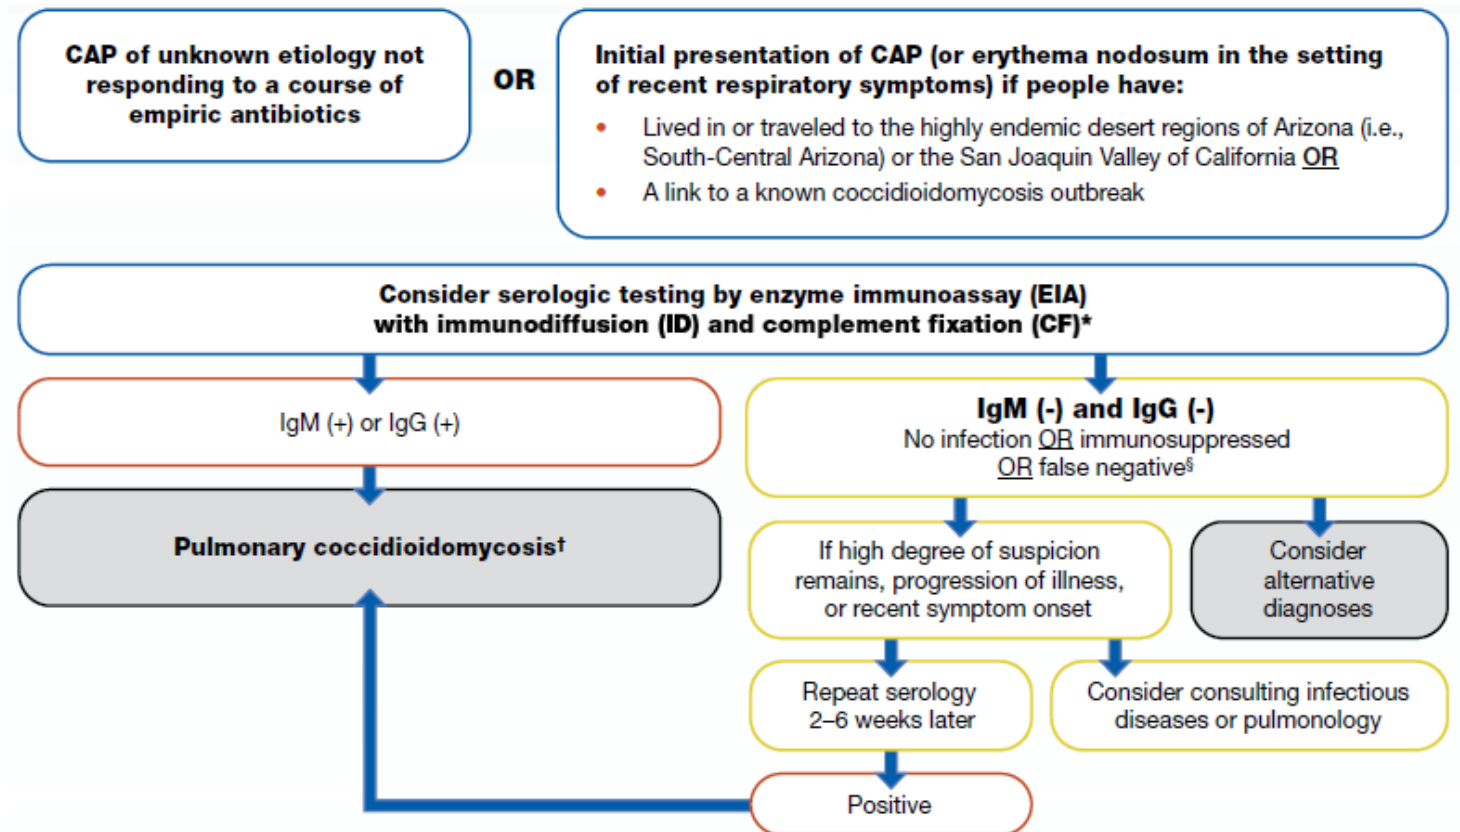 CAP of unknown etiology not
responding to a course of
empiric antibiotics
OR
Initial presentation of CAP (or erythema nodosum in the setting
of recent respiratory symptoms) if people have:
• Lived in or traveled to the highly endemic desert regions of Arizona (i.e.,
South-Central Arizona) or the San Joaquin Valley of California OR
• A link to a known coccidioidomycosis outbreak
Consider serologic testing by enzyme immunoassay (EIA)
with immunodiffusion (ID) and complement fixation (CF)*
IgM (+) or IgG (+)
IgM (-) and IgG (-)
No infection OR immunosuppressed
OR false negative§
Pulmonary coccidioidomycosis†
If high degree of suspicion
remains, progression of illness,
or recent symptom onset
Consider
alternative
diagnoses
Repeat serology
2–6 weeks later
Consider consulting infectious
diseases or pulmonology
Positive